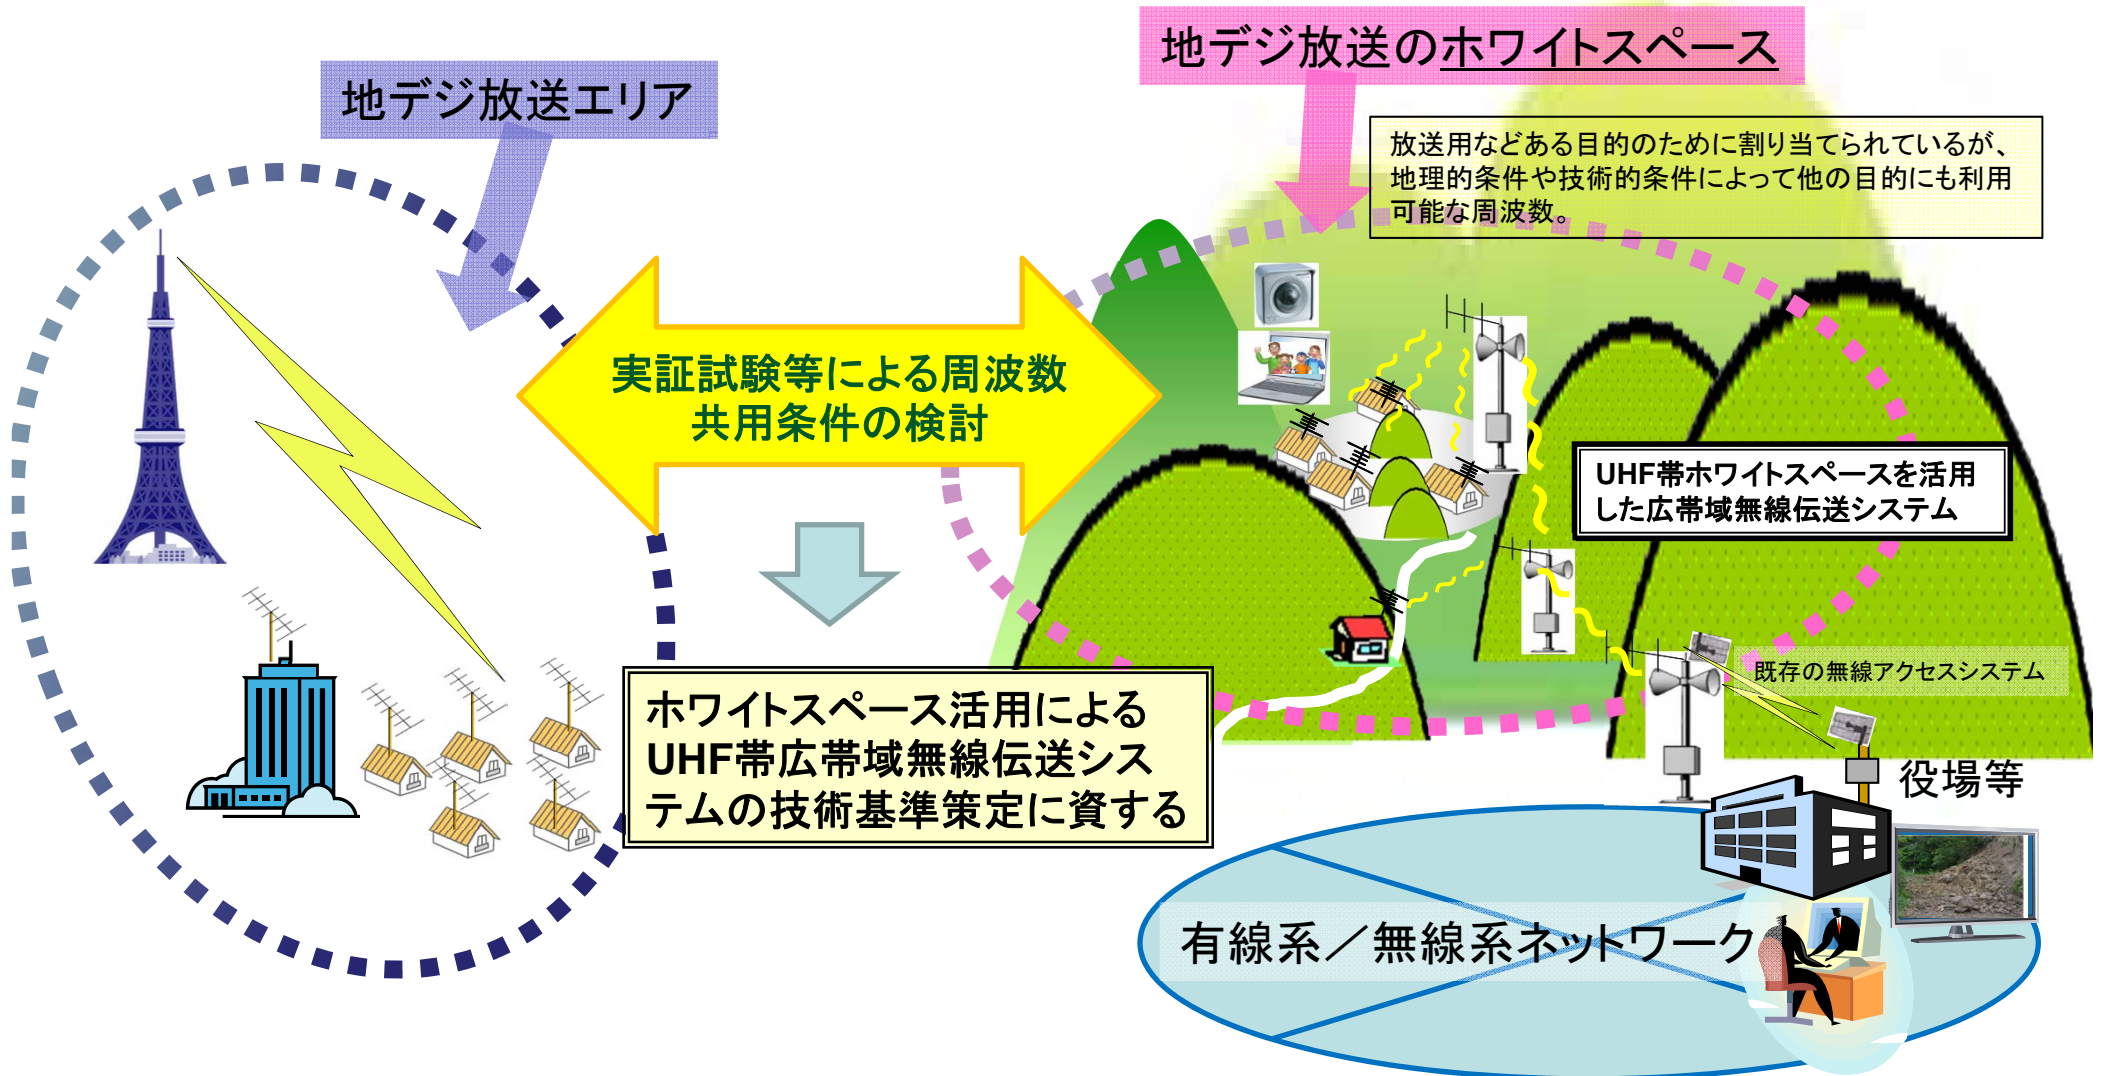 地デジ放送エリア
地デジ放送のホワイトスペース
放送用などある目的のために割り当てられているが、
地理的条件や技術的条件によって他の目的にも利用
可能な周波数。
実証試験等による周波数
共用条件の検討
UHF帯ホワイトスペースを活用
した広帯域無線伝送システム
既存の無線アクセスシステム
ホワイトスペース活用による
UHF帯広帯域無線伝送シス
テムの技術基準策定に資する
役場等
有線系／無線系ネットワーク